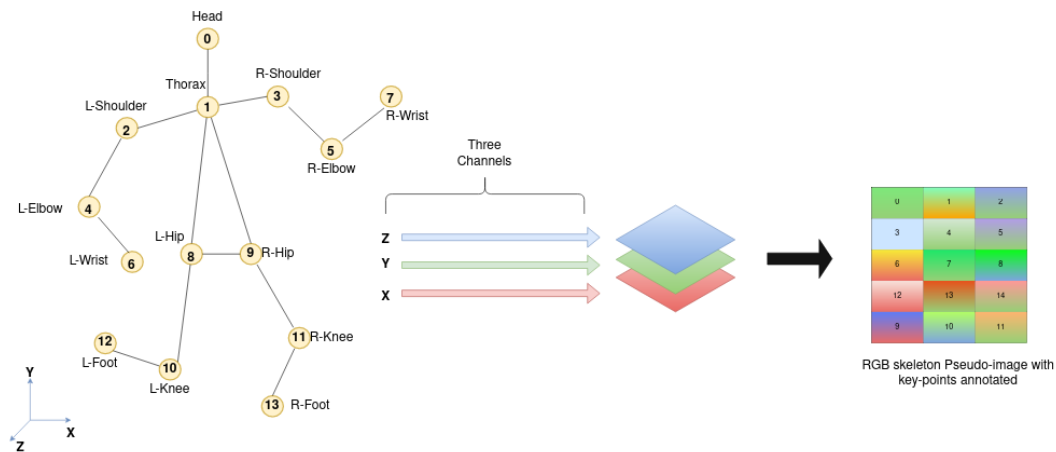 Head
0
Thorax
1
R-Shoulder
3
7
R-Wrist
L-Shoulder
2
5
R-Elbow
L-Elbow
4
L-Wrist
6
L-Hip
8
9
R-Hip
12
L-Foot
10
L-Knee
11
R-Knee
13
R-Foot
Y
X
Z
Three
Channels
Z
Y
X
0 1 2
3 4 5
6 7 8
12 13 14
9 10 11
RGB skeleton Pseudo-image with
key-points annotated